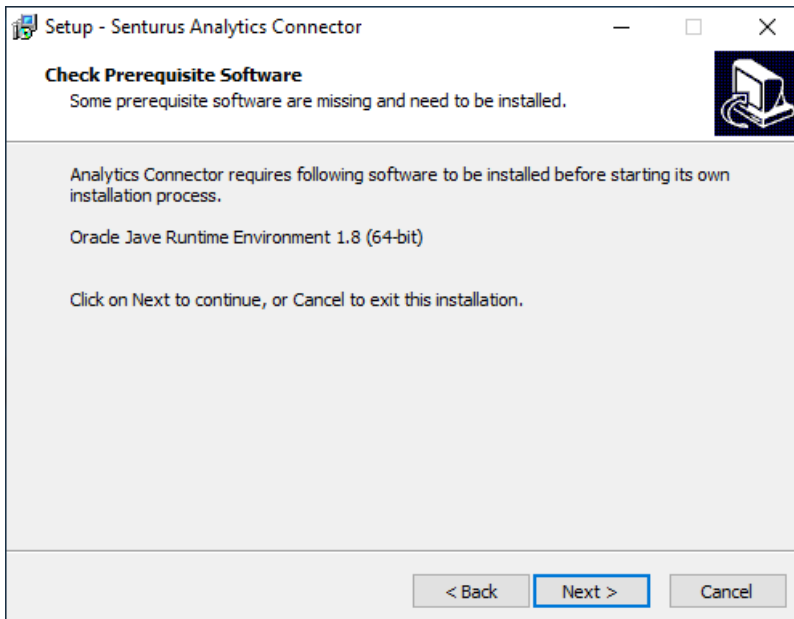 Setup - Senturus Analytics Connector
Check Prerequisite Software
Some prerequisite software are missing and need to be installed.
Analytics Connector requires following software to be installed before starting its own
installation process.
Oracle Jave Runtime Environment 1.8 (64-bit)
Click on Next to continue, or Cancel to exit this installation.
< Back Next > Cancel